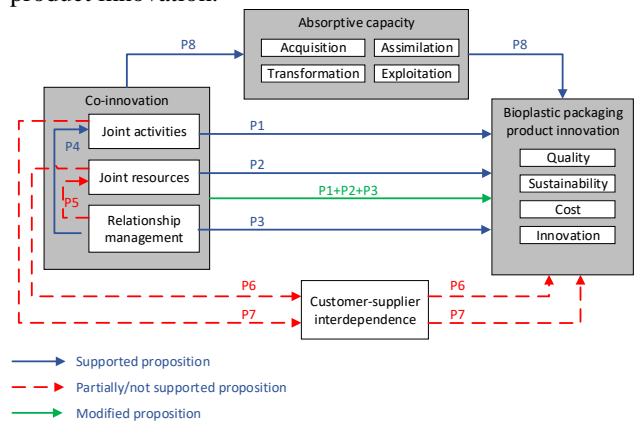 product innovation.
Absorptive capacity
P8
Acquisition
Assimilation
P8
Transformation
Exploitation
Co-innovation
Bioplastic packaging
product innovation
Joint activities
P1
P4
Quality
Joint resources
P2
Sustainability
P5
P1+P2+P3
Cost
Relationship
management
P3
Innovation
P6
Customer-supplier
interdependence
P6
P7
P7
Supported proposition
Partially/not supported proposition
Modified proposition